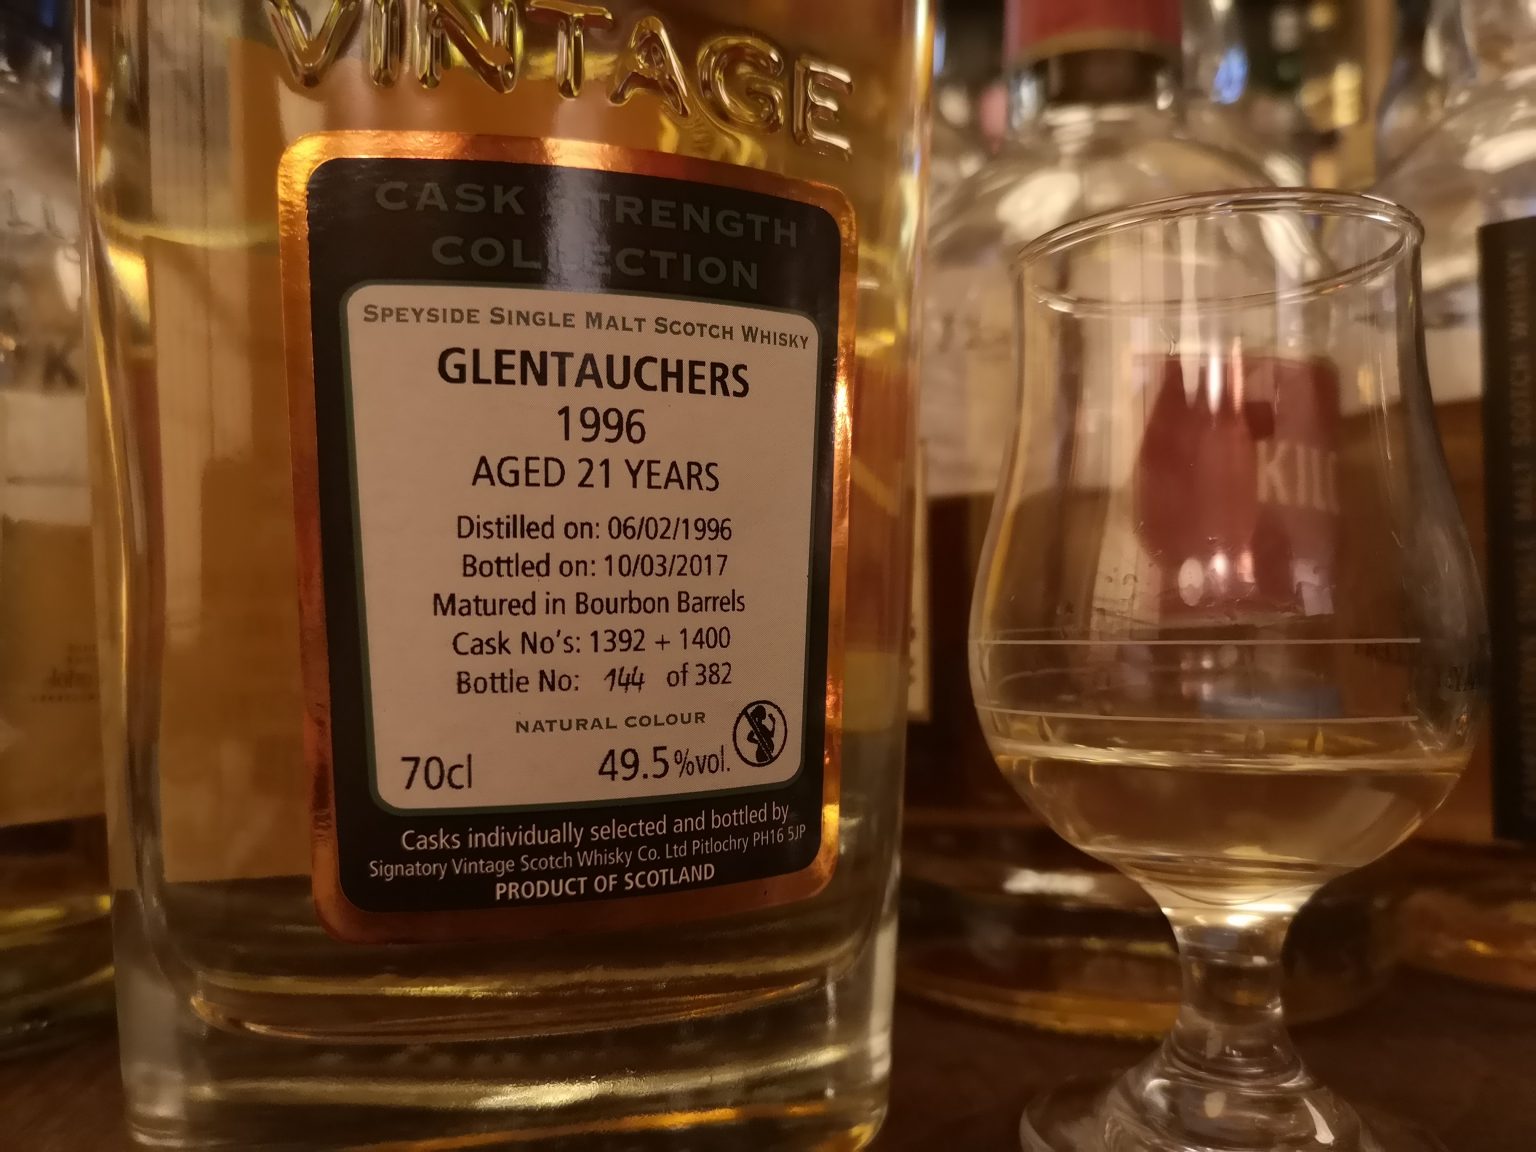 VINTAGE
CASK STRENGTH
COLLECTION
SPEYSIDE SINGLE MALT SCOTCH WHISKY
GLENTAUCHERS
1996
AGED 21 YEARS
Distilled on: 06/02/1996
Bottled on: 10/03/2017
Matured in Bourbon Barrels
Cask No's: 1392 + 1400
Bottle No: 144 of 382
NATURAL COLOUR
70cl 49.5%vol.
Casks individually selected and bottled by
Signatory Vintage Scotch Whisky Co. Ltd Pitlochry PH16 5JP
PRODUCT OF SCOTLAND
MALT SCOTCH WHISKY